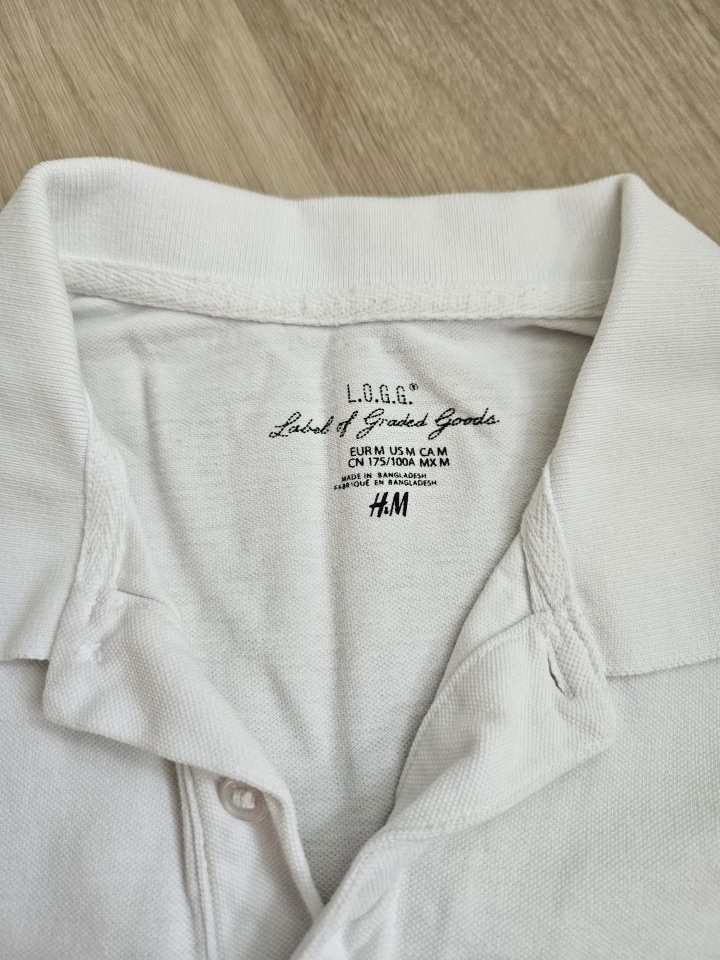 L.O.G.G.®
Label of Graded Goods
EUR M US M CA M
CN 175/100A MX M
MADE IN BANGLADESH
FABRIQUÉ EN BANGLADESH
H&M